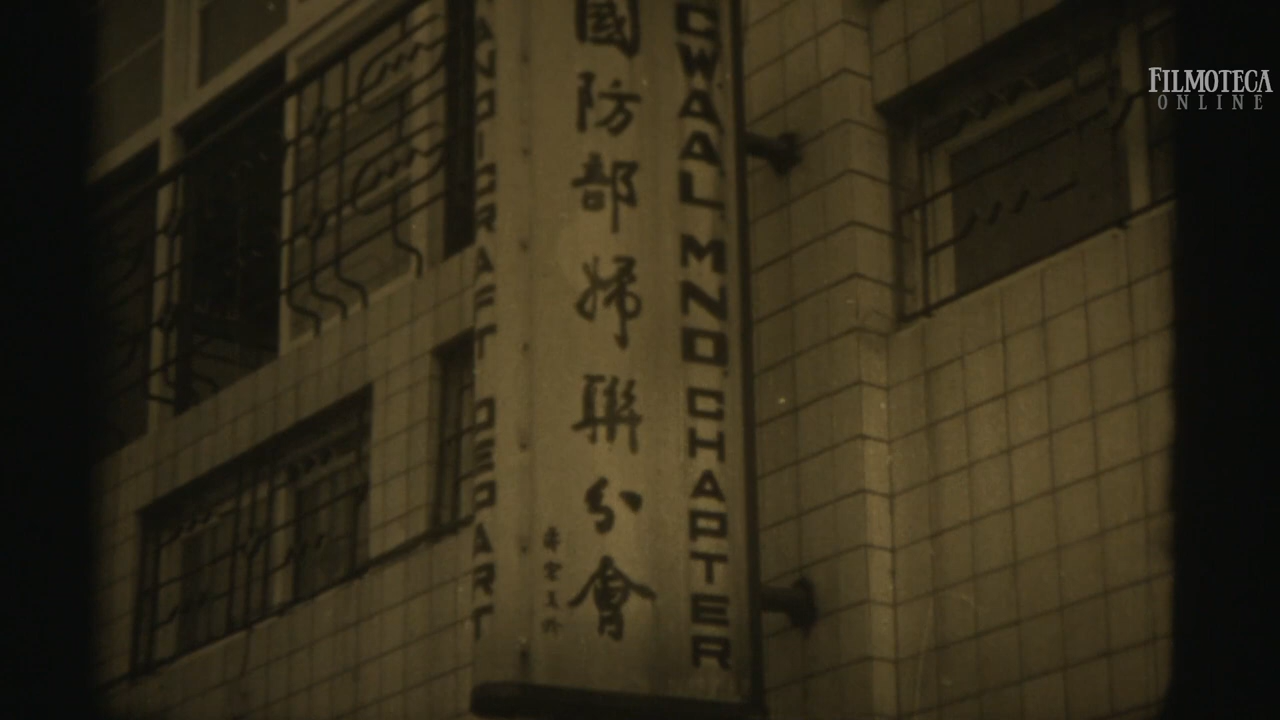 FILMOTECA
ONLINE
ANDICRAFT DEPART
國防部婦聯分會
CWAAL MND CHAPTER